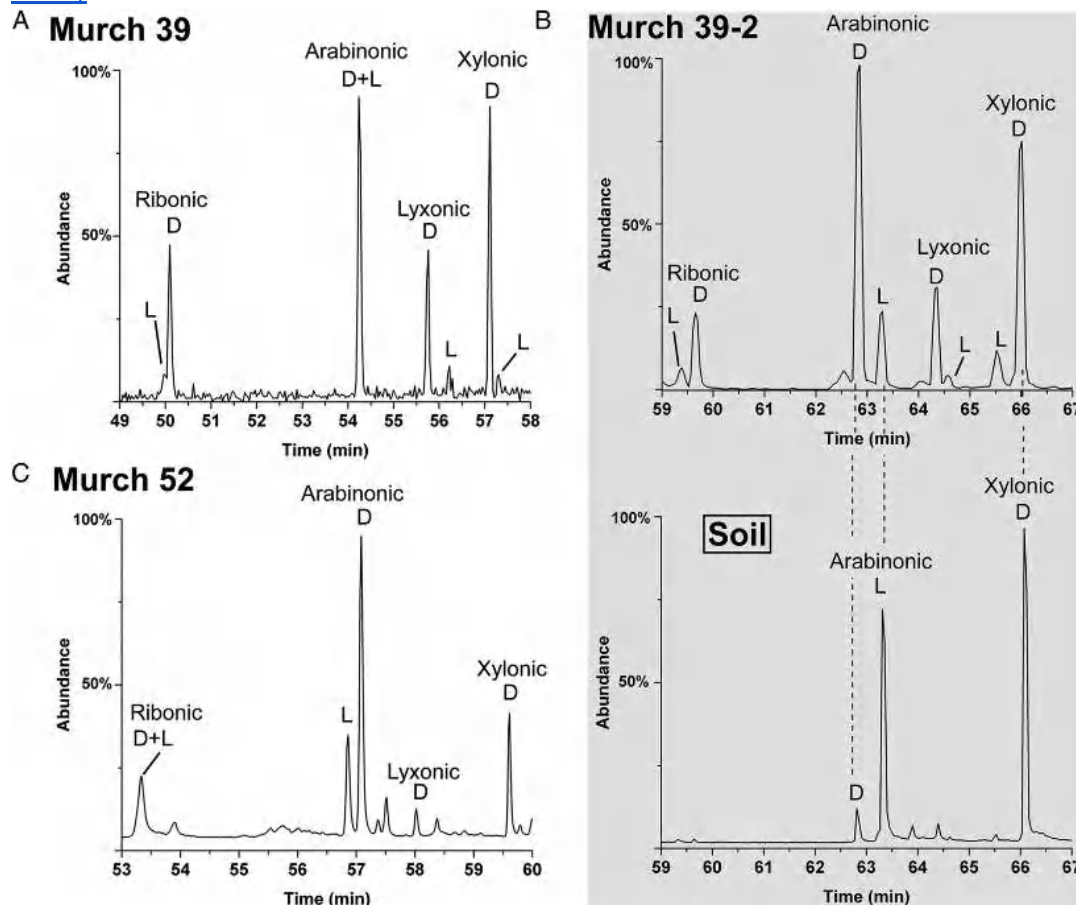 A Murch 39
Arabinonic
D+L
Xylonic
D
100%
Ribonic
D
Lyxonic
D
50%
L
L
L
Abundance
49 50 51 52 53 54 55 56 57 58
Time (min)
B Murch 39-2
Arabinonic
D
Xylonic
D
100%
50%
Lyxonic
D
Ribonic
D
L
L
L
L
Abundance
59 60 61 62 63 64 65 66 67
Time (min)
C Murch 52
Arabinonic
D
100%
Xylonic
D
50%
Ribonic
D+L
L
Lyxonic
D
Abundance
53 54 55 56 57 58 59 60
Time (min)
Xylonic
D
100%
Soil
Arabinonic
L
50%
D
Abundance
59 60 61 62 63 64 65 66 67
Time (min)